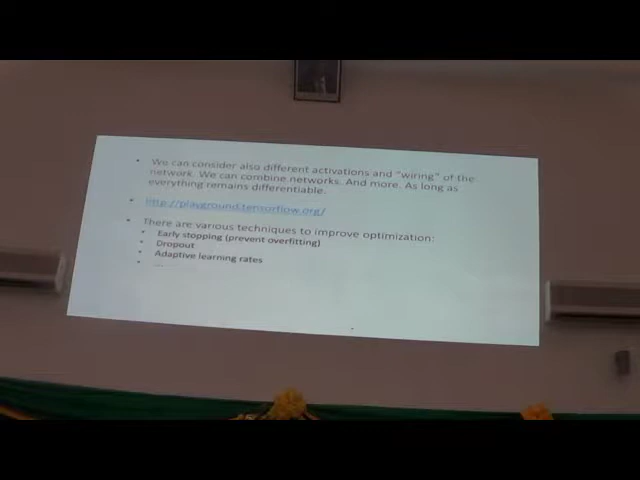 We can consider also different activations and "wiring" of the
network. We can combine networks. And more. As long as
everything remains differentiable.
http://playground.tensorflow.org/
There are various techniques to improve optimization:
Early stopping (prevent overfitting)
Dropout
Adaptive learning rates